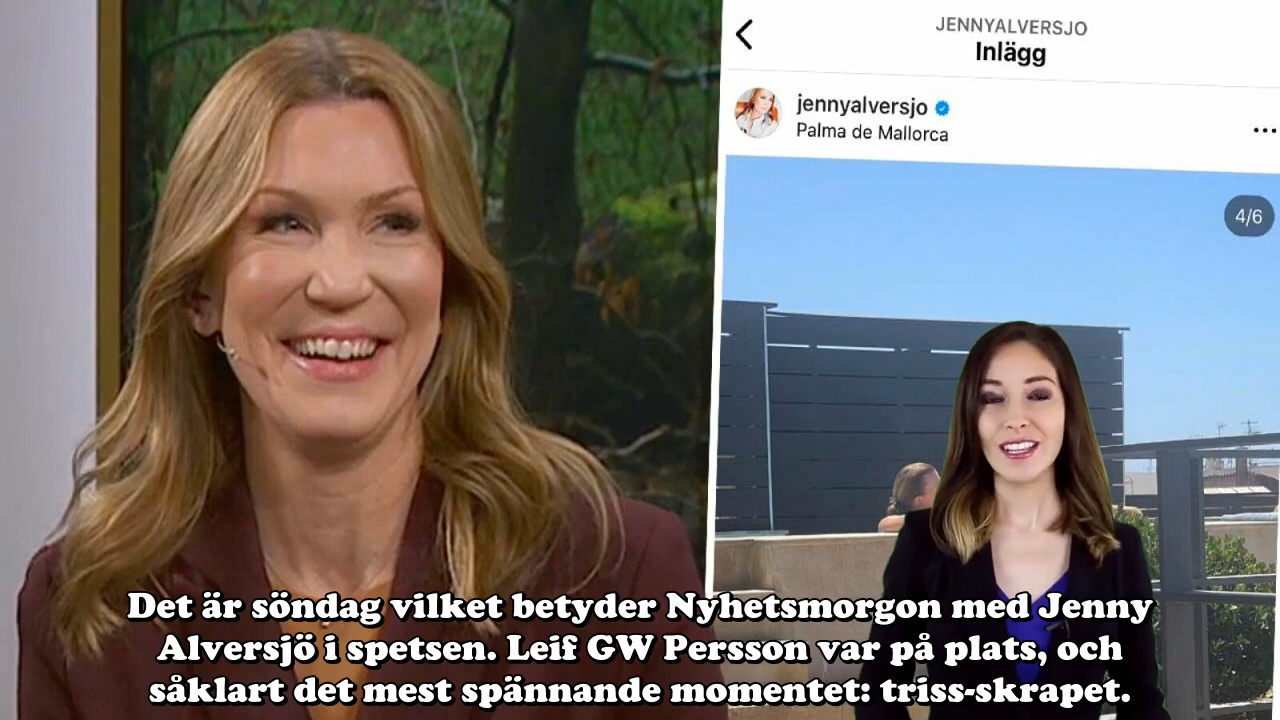 JENNYALVERSJO
Inlägg
jennyalversjo
Palma de Mallorca
4/6
Det är söndag vilket betyder Nyhetsmorgon med Jenny
Alversjö i spetsen. Leif GW Persson var på plats, och
såklart det mest spännande momentet: triss-skrapet.